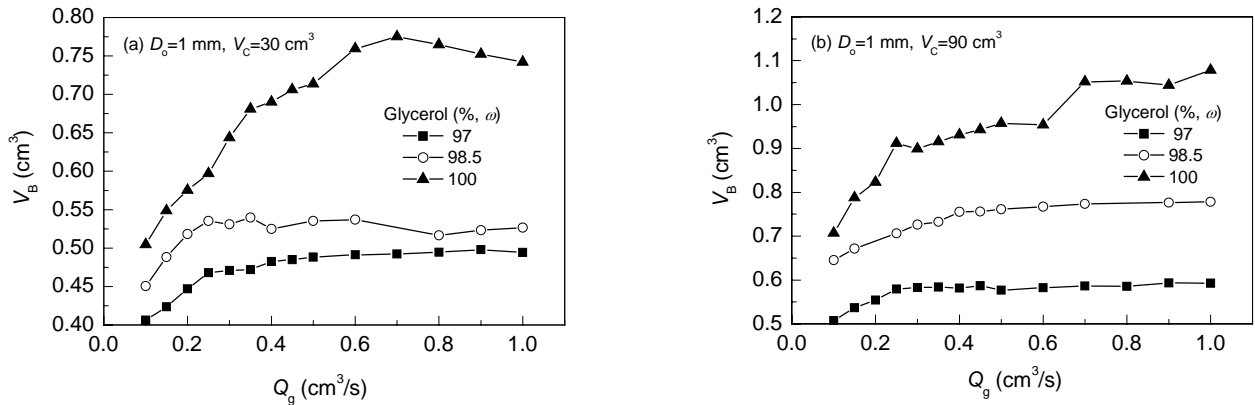 (a) Dₒ=1 mm, V_C=30 cm³
Glycerol (%, ω)
97
98.5
100
0.80
0.75
0.70
0.65
0.60
0.55
0.50
0.45
0.40
V_B (cm³)
0.0 0.2 0.4 0.6 0.8 1.0
Q_g (cm³/s)
(b) Dₒ=1 mm, V_C=90 cm³
Glycerol (%, ω)
97
98.5
100
1.2
1.1
1.0
0.9
0.8
0.7
0.6
0.5
V_B (cm³)
0.0 0.2 0.4 0.6 0.8 1.0
Q_g (cm³/s)